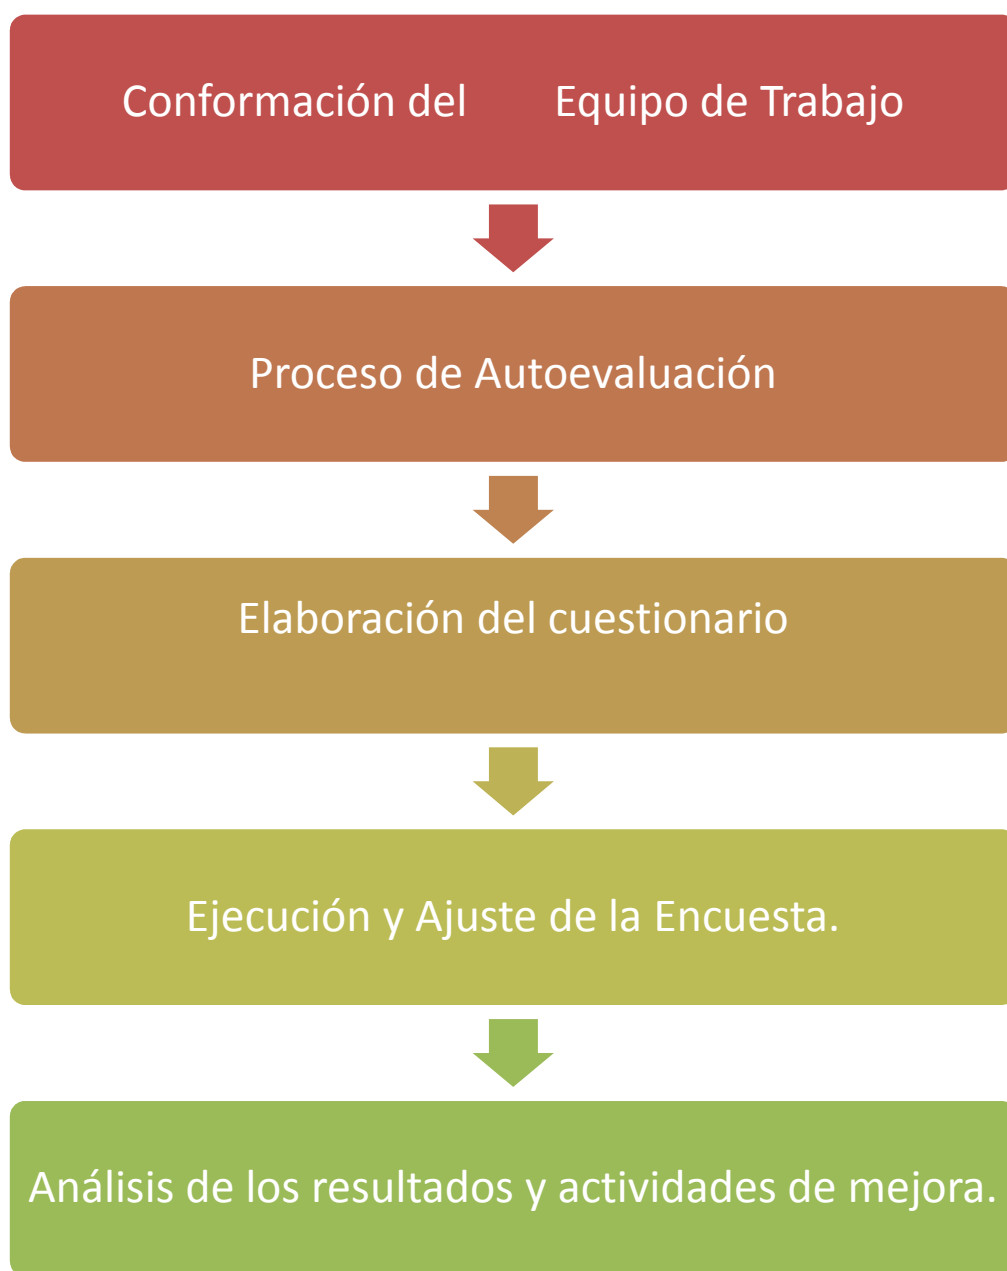 Conformación del Equipo de Trabajo
Proceso de Autoevaluación
Elaboración del cuestionario
Ejecución y Ajuste de la Encuesta.
Análisis de los resultados y actividades de mejora.